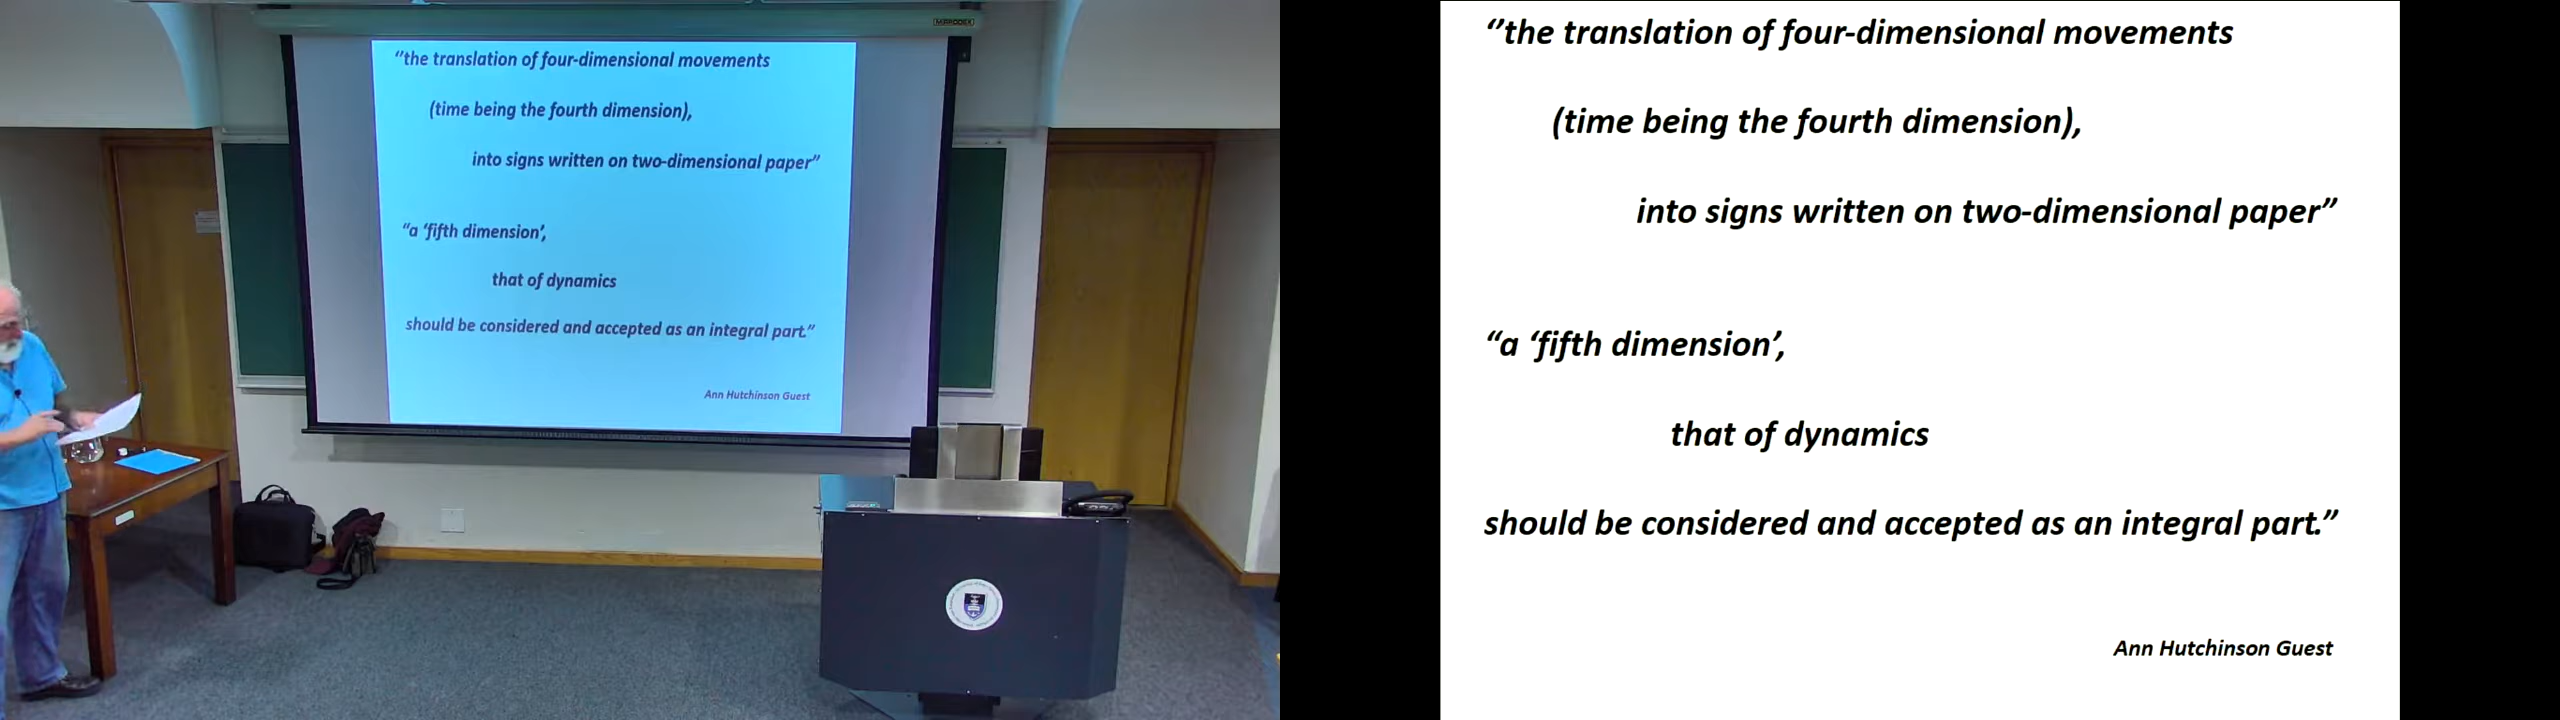 MARODEX
‘’the translation of four-dimensional movements
(time being the fourth dimension),
into signs written on two-dimensional paper”
“a ‘fifth dimension’,
that of dynamics
should be considered and accepted as an integral part.”
Ann Hutchinson Guest
‘’the translation of four-dimensional movements
(time being the fourth dimension),
into signs written on two-dimensional paper”
“a ‘fifth dimension’,
that of dynamics
should be considered and accepted as an integral part.”
Ann Hutchinson Guest